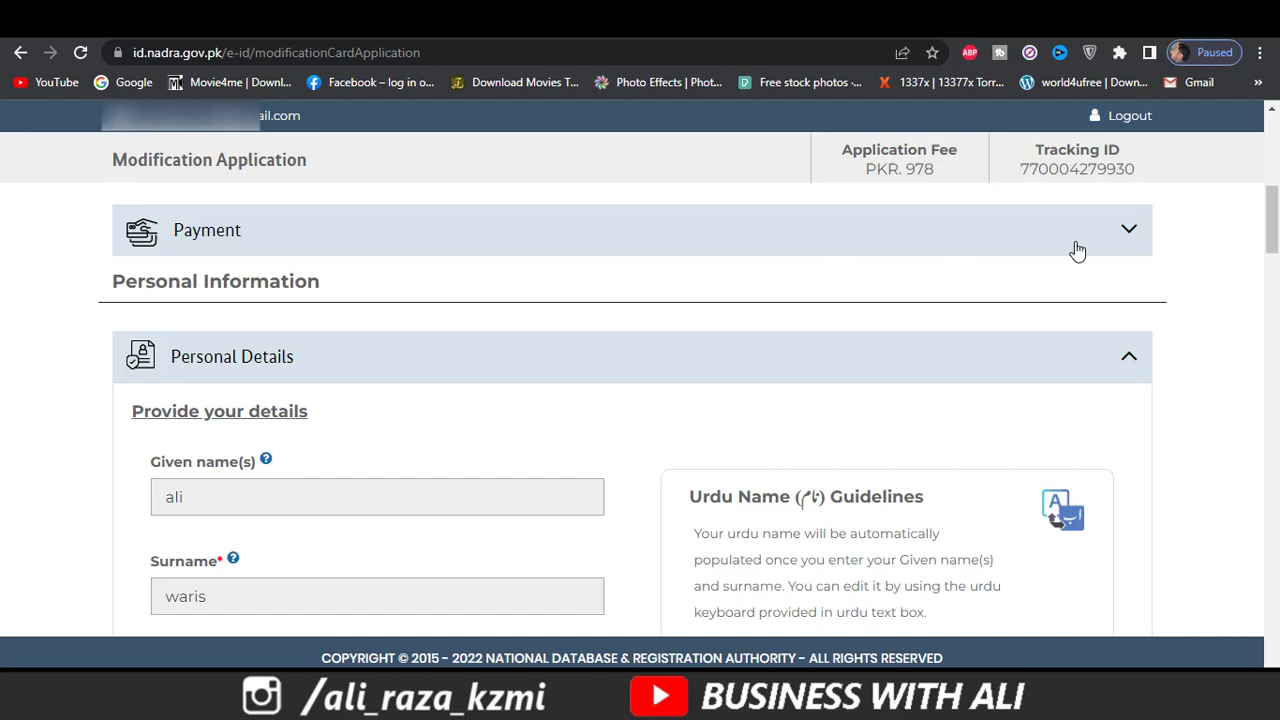 id.nadra.gov.pk/e-id/modificationCardApplication
Paused
YouTube
Google
Movie4me | Downl...
Facebook – log in o...
Download Movies T...
Photo Effects | Phot...
Free stock photos ·...
1337x | 13377x Torr...
world4ufree | Down...
Gmail
»
ail.com
Logout
Modification Application
Application Fee
PKR. 978
Tracking ID
770004279930
Payment
Personal Information
Personal Details
Provide your details
Given name(s)
ali
Surname*
waris
Urdu Name (نام) Guidelines
Your urdu name will be automatically
populated once you enter your Given name(s)
and surname. You can edit it by using the urdu
keyboard provided in urdu text box.
COPYRIGHT © 2015 - 2022 NATIONAL DATABASE & REGISTRATION AUTHORITY - ALL RIGHTS RESERVED
/ali_raza_kzmi
BUSINESS WITH ALI